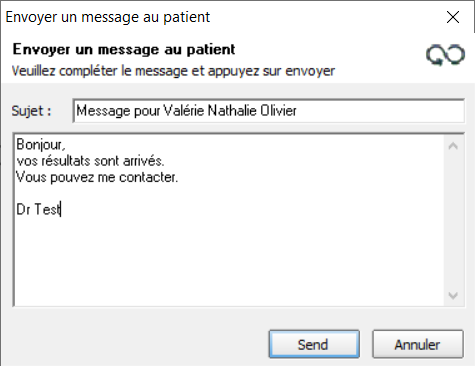 Envoyer un message au patient
Envoyer un message au patient
Veuillez compléter le message et appuyez sur envoyer
Sujet : Message pour Valérie Nathalie Olivier
Bonjour,
vos résultats sont arrivés.
Vous pouvez me contacter.
Dr Test
Send Annuler